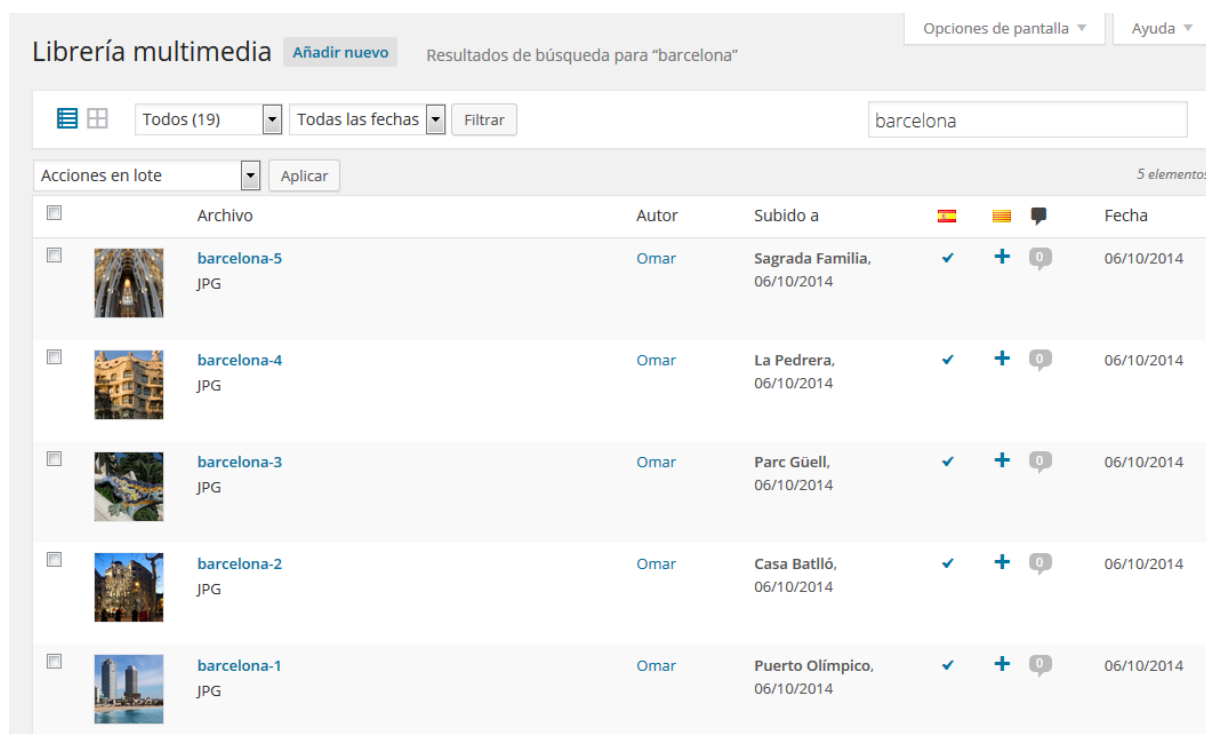 Opciones de pantalla
Ayuda
Librería multimedia Añadir nuevo Resultados de búsqueda para “barcelona”
Todos (19) Todas las fechas Filtrar barcelona
Acciones en lote Aplicar 5 elementos
Archivo Autor Subido a Fecha
barcelona-5 Omar Sagrada Familia, 0 06/10/2014
JPG 06/10/2014
barcelona-4 Omar La Pedrera, 0 06/10/2014
JPG 06/10/2014
barcelona-3 Omar Parc Güell, 0 06/10/2014
JPG 06/10/2014
barcelona-2 Omar Casa Batlló, 0 06/10/2014
JPG 06/10/2014
barcelona-1 Omar Puerto Olímpico, 0 06/10/2014
JPG 06/10/2014